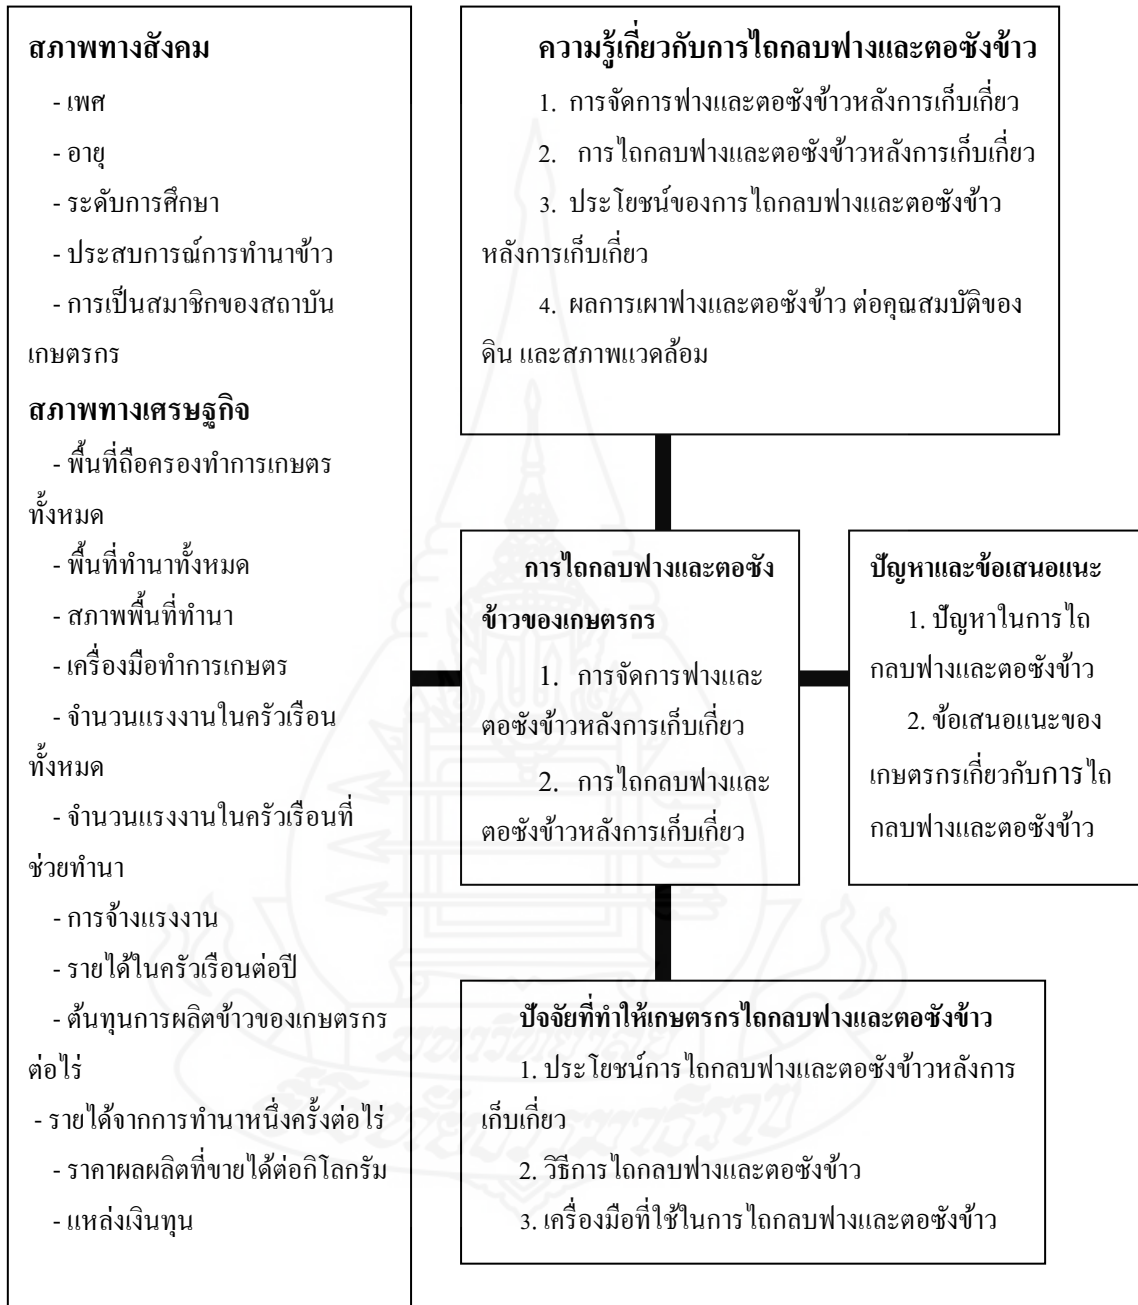 สภาพทางสังคม
- เพศ
- อายุ
- ระดับการศึกษา
- ประสบการณ์การทำนาข้าว
- การเป็นสมาชิกของสถาบัน
เกษตรกร
สภาพทางเศรษฐกิจ
- พื้นที่ถือครองทำการเกษตร
ทั้งหมด
- พื้นที่ทำนาทั้งหมด
- สภาพพื้นที่ทำนา
- เครื่องมือทำการเกษตร
- จำนวนแรงงานในครัวเรือน
ทั้งหมด
- จำนวนแรงงานในครัวเรือนที่
ช่วยทำนา
- การจ้างแรงงาน
- รายได้ในครัวเรือนต่อปี
- ต้นทุนการผลิตข้าวของเกษตรกร
ต่อไร่
- รายได้จากการทำนาหนึ่งครั้งต่อไร่
- ราคาผลผลิตที่ขายได้ต่อกิโลกรัม
- แหล่งเงินทุน
ความรู้เกี่ยวกับการไถกลบฟางและตอซังข้าว
1. การจัดการฟางและตอซังข้าวหลังการเก็บเกี่ยว
2. การไถกลบฟางและตอซังข้าวหลังการเก็บเกี่ยว
3. ประโยชน์ของการไถกลบฟางและตอซังข้าว
หลังการเก็บเกี่ยว
4. ผลการเผาฟางและตอซังข้าว ต่อคุณสมบัติของ
ดิน และสภาพแวดล้อม
การไถกลบฟางและตอซัง
ข้าวของเกษตรกร
1. การจัดการฟางและ
ตอซังข้าวหลังการเก็บเกี่ยว
2. การไถกลบฟางและ
ตอซังข้าวหลังการเก็บเกี่ยว
ปัญหาและข้อเสนอแนะ
1. ปัญหาในการไถ
กลบฟางและตอซังข้าว
2. ข้อเสนอแนะของ
เกษตรกรเกี่ยวกับการไถ
กลบฟางและตอซังข้าว
ปัจจัยที่ทำให้เกษตรกรไถกลบฟางและตอซังข้าว
1. ประโยชน์การไถกลบฟางและตอซังข้าวหลังการ
เก็บเกี่ยว
2. วิธีการไถกลบฟางและตอซังข้าว
3. เครื่องมือที่ใช้ในการไถกลบฟางและตอซังข้าว
มหาวิทยาลัย
สุโขทัยธรรมาธิราช